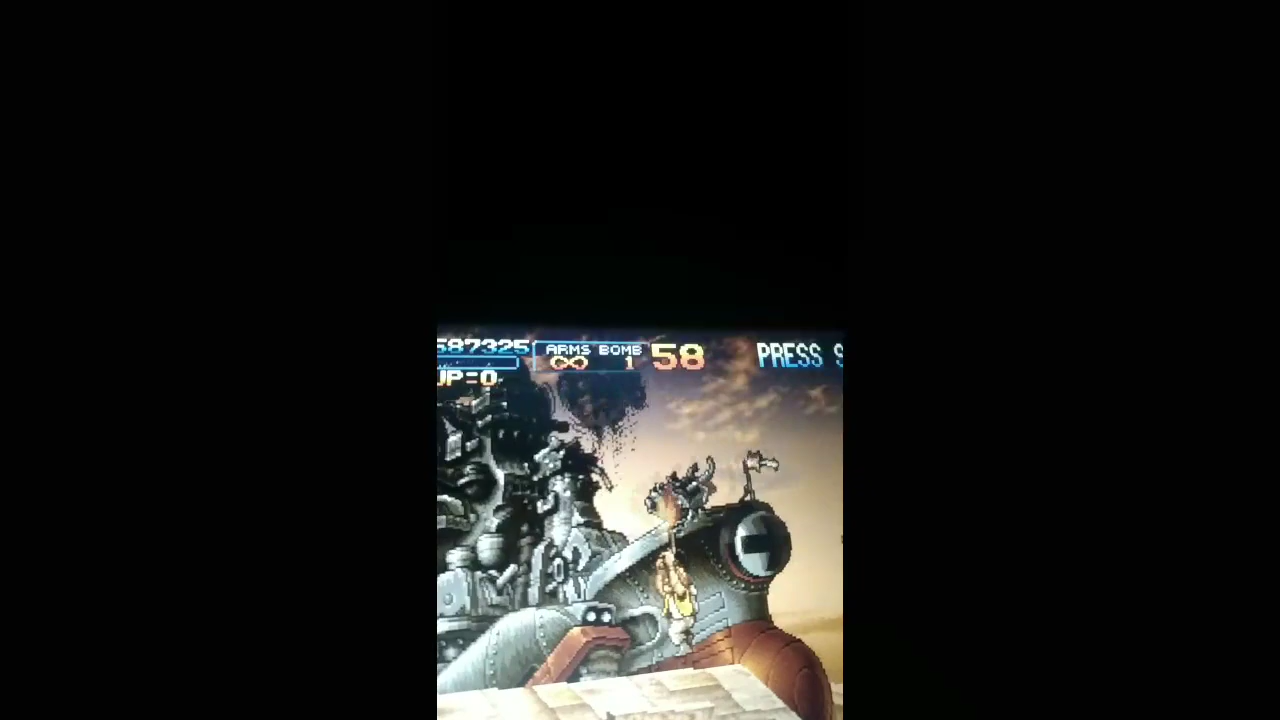 587325
ARMS BOMB
∞ 1
58
PRESS S
UP=0